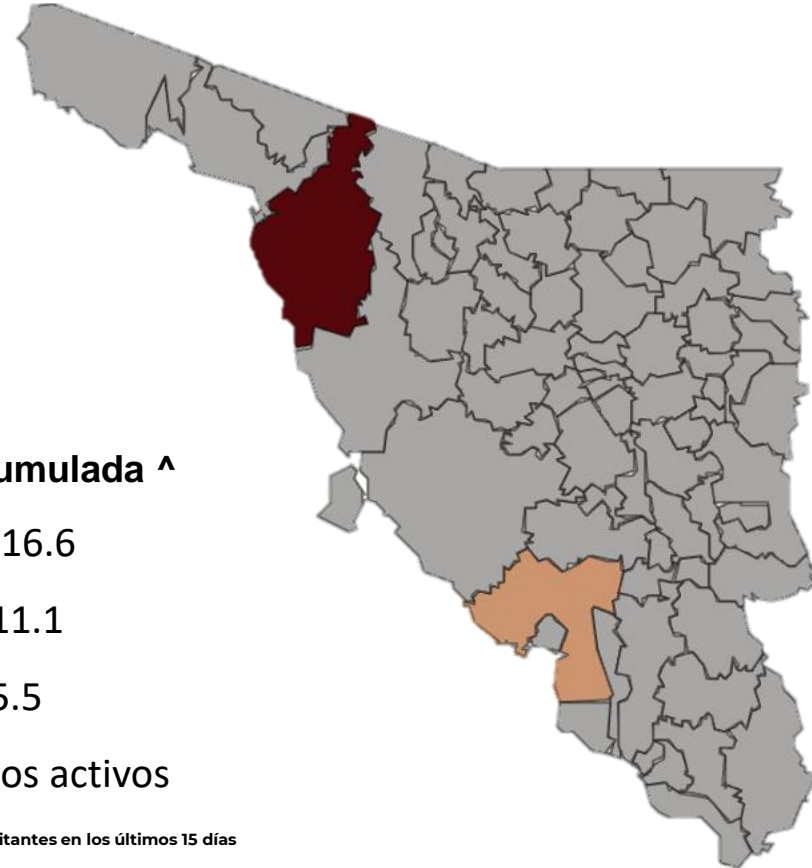 umulada ^
16.6
11.1
5.5
os activos
itantes en los últimos 15 días